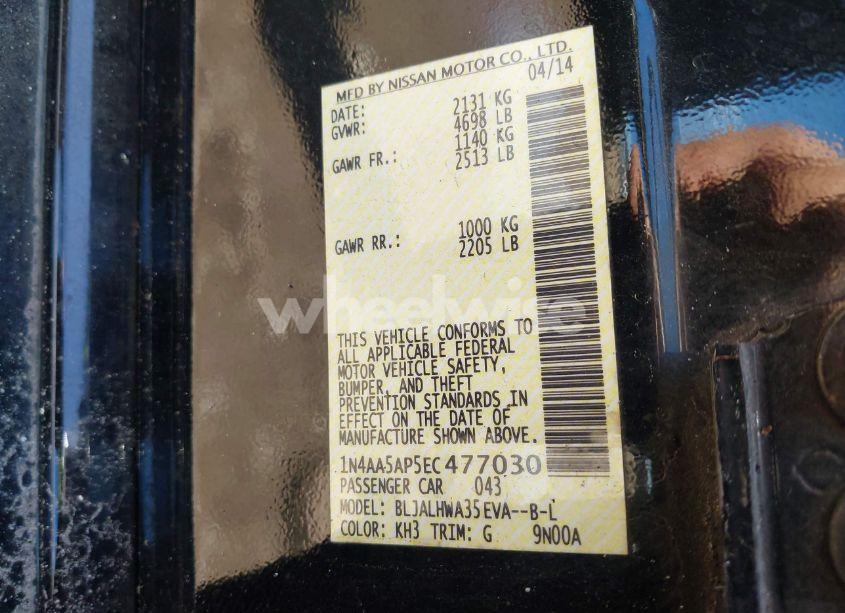 MFD BY NISSAN MOTOR CO., LTD.
DATE: 04/14
GVWR: 2131 KG
4698 LB
GAWR FR.: 1140 KG
2513 LB
GAWR RR.: 1000 KG
2205 LB
wheelwise
THIS VEHICLE CONFORMS TO
ALL APPLICABLE FEDERAL
MOTOR VEHICLE SAFETY,
BUMPER, AND THEFT
PREVENTION STANDARDS IN
EFFECT ON THE DATE OF
MANUFACTURE SHOWN ABOVE.
1N4AA5AP5EC477030
PASSENGER CAR 043
MODEL: BLJALHWA35EVA--B-L
COLOR: KH3 TRIM: G 9N00A